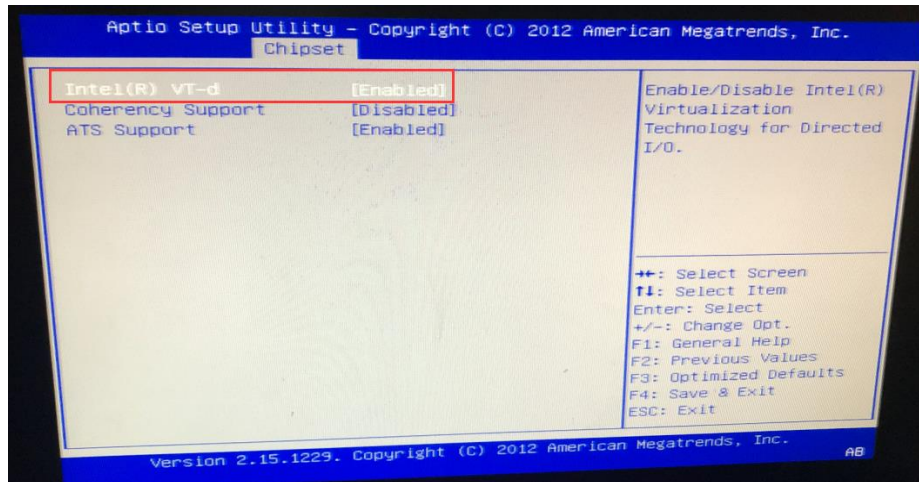 Aptio Setup Utility – Copyright (C) 2012 American Megatrends, Inc.
Chipset
Intel(R) VT-d [Enabled]
Coherency Support [Disabled]
ATS Support [Enabled]
Enable/Disable Intel(R)
Virtualization
Technology for Directed
I/O.
→←: Select Screen
↑↓: Select Item
Enter: Select
+/-: Change Opt.
F1: General Help
F2: Previous Values
F3: Optimized Defaults
F4: Save & Exit
ESC: Exit
Version 2.15.1229. Copyright (C) 2012 American Megatrends, Inc.
AB